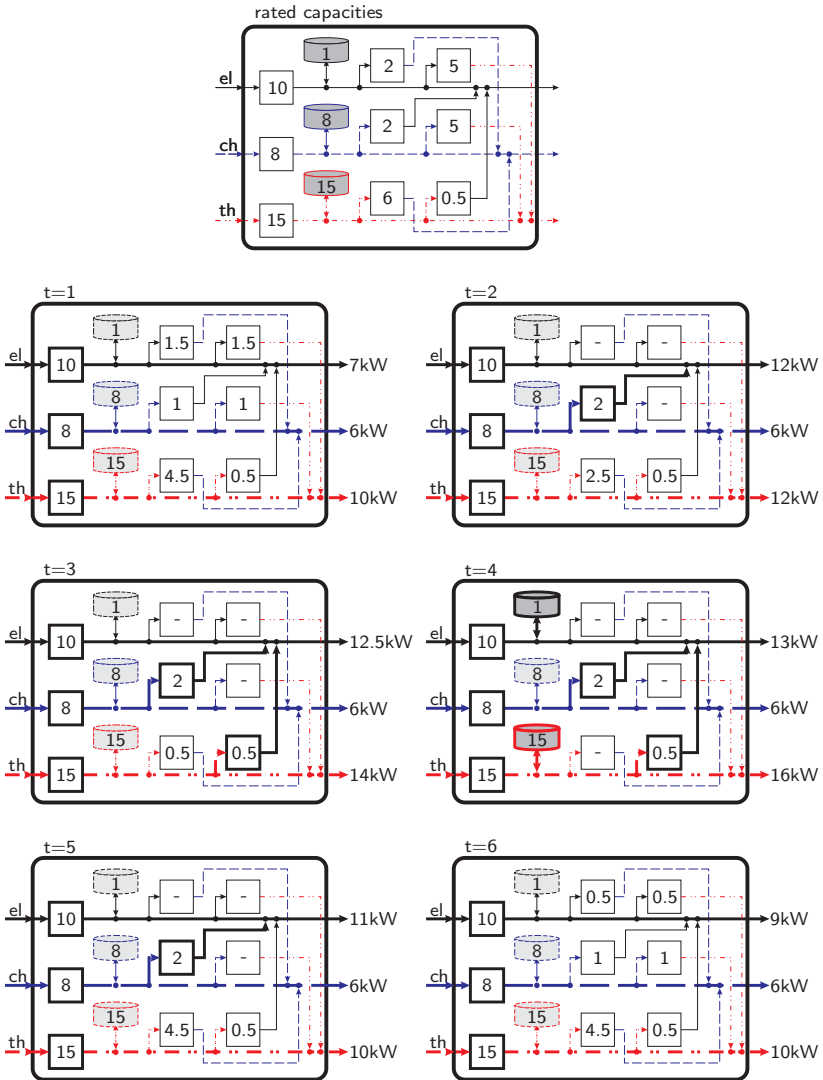 rated capacities
1 2 5
el 10
8 2 5
ch 8
15 6 0.5
th 15
t=1
1 1.5 1.5
el 10 7kW
8 1 1
ch 8 6kW
15 4.5 0.5
th 15 10kW
t=2
1 - -
el 10 12kW
8 2 -
ch 8 6kW
15 2.5 0.5
th 15 12kW
t=3
1 - -
el 10 12.5kW
8 2 -
ch 8 6kW
15 0.5 0.5
th 15 14kW
t=4
1 - -
el 10 13kW
8 2 -
ch 8 6kW
15 - 0.5
th 15 16kW
t=5
1 - -
el 10 11kW
8 2 -
ch 8 6kW
15 4.5 0.5
th 15 10kW
t=6
1 0.5 0.5
el 10 9kW
8 1 1
ch 8 6kW
15 4.5 0.5
th 15 10kW